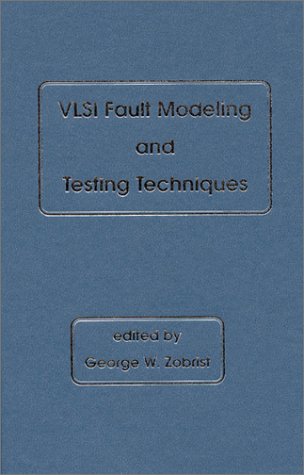 VLSI Fault Modeling
and
Testing Techniques
edited by
George W. Zobrist